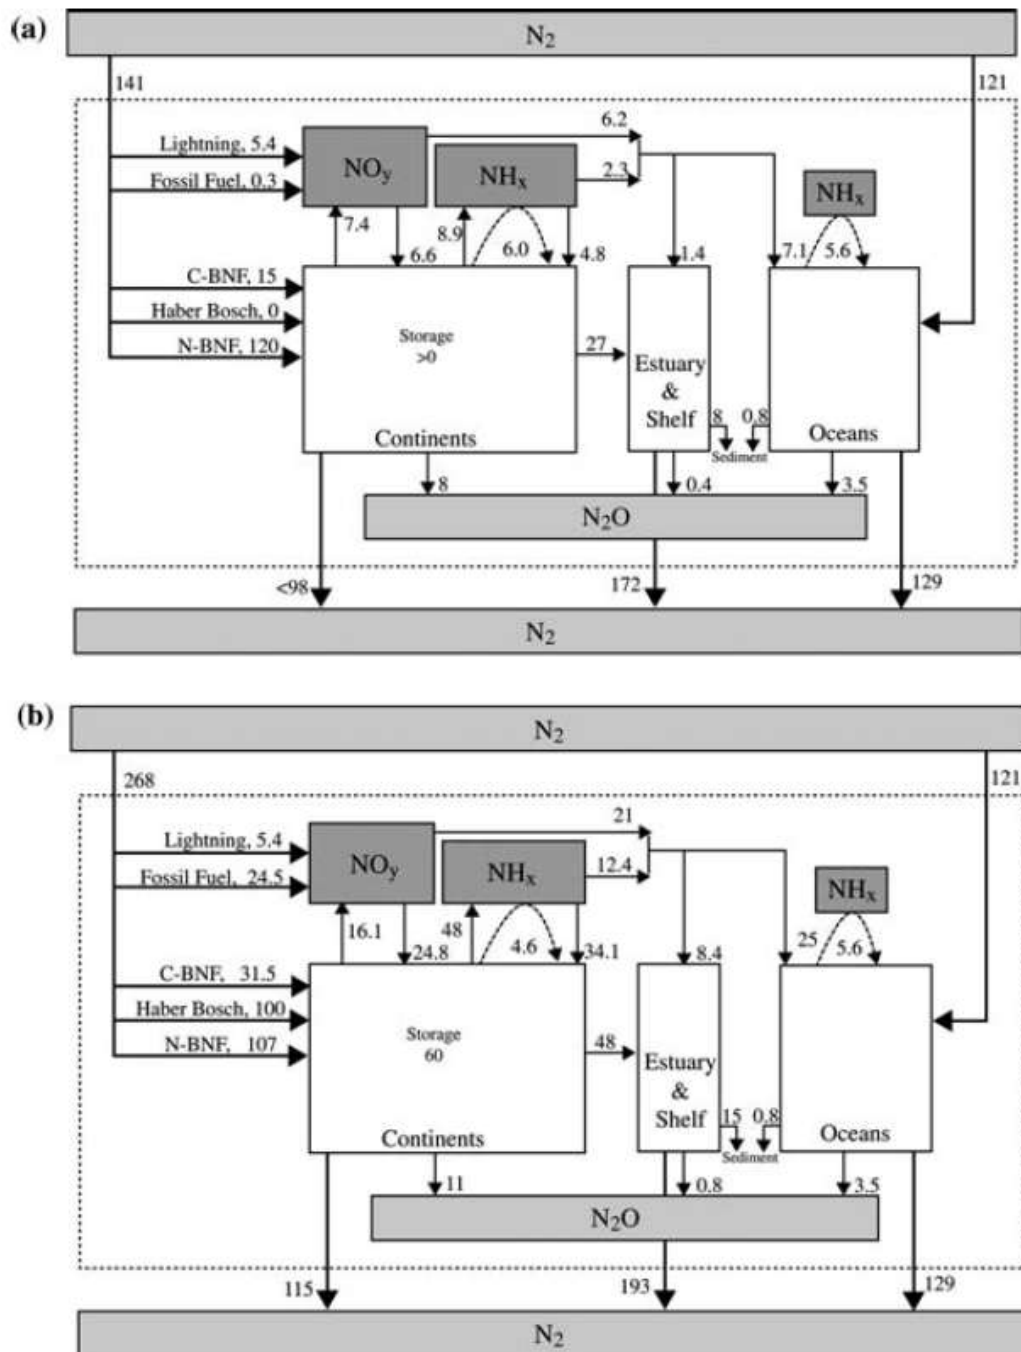 (a)
N2
141
121
Lightning, 5.4
Fossil Fuel, 0.3
NOy
NHx
6.2
2.3
NHx
7.4
6.6
8.9
6.0
4.8
1.4
7.1
5.6
C-BNF, 15
Haber Bosch, 0
N-BNF, 120
Storage
>0
27
Estuary
&
Shelf
Continents
Oceans
8
0.8
Sediment
8
0.4
3.5
N2O
<98
172
129
N2
(b)
N2
268
121
Lightning, 5.4
Fossil Fuel, 24.5
NOy
NHx
21
12.4
NHx
16.1
24.8
48
4.6
34.1
8.4
25
5.6
C-BNF, 31.5
Haber Bosch, 100
N-BNF, 107
Storage
60
48
Estuary
&
Shelf
Continents
Oceans
15
0.8
Sediment
11
0.8
3.5
N2O
115
193
129
N2